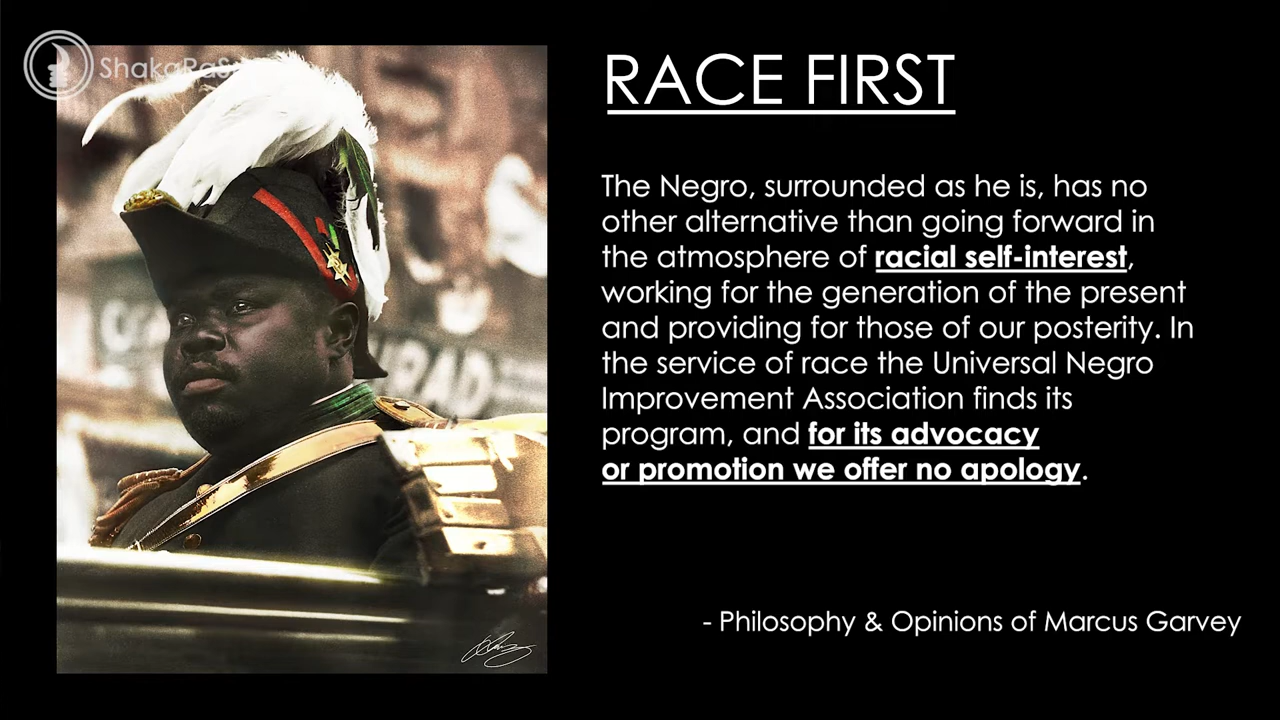 RACE FIRST
The Negro, surrounded as he is, has no
other alternative than going forward in
the atmosphere of racial self-interest,
working for the generation of the present
and providing for those of our posterity. In
the service of race the Universal Negro
Improvement Association finds its
program, and for its advocacy
or promotion we offer no apology.
- Philosophy & Opinions of Marcus Garvey